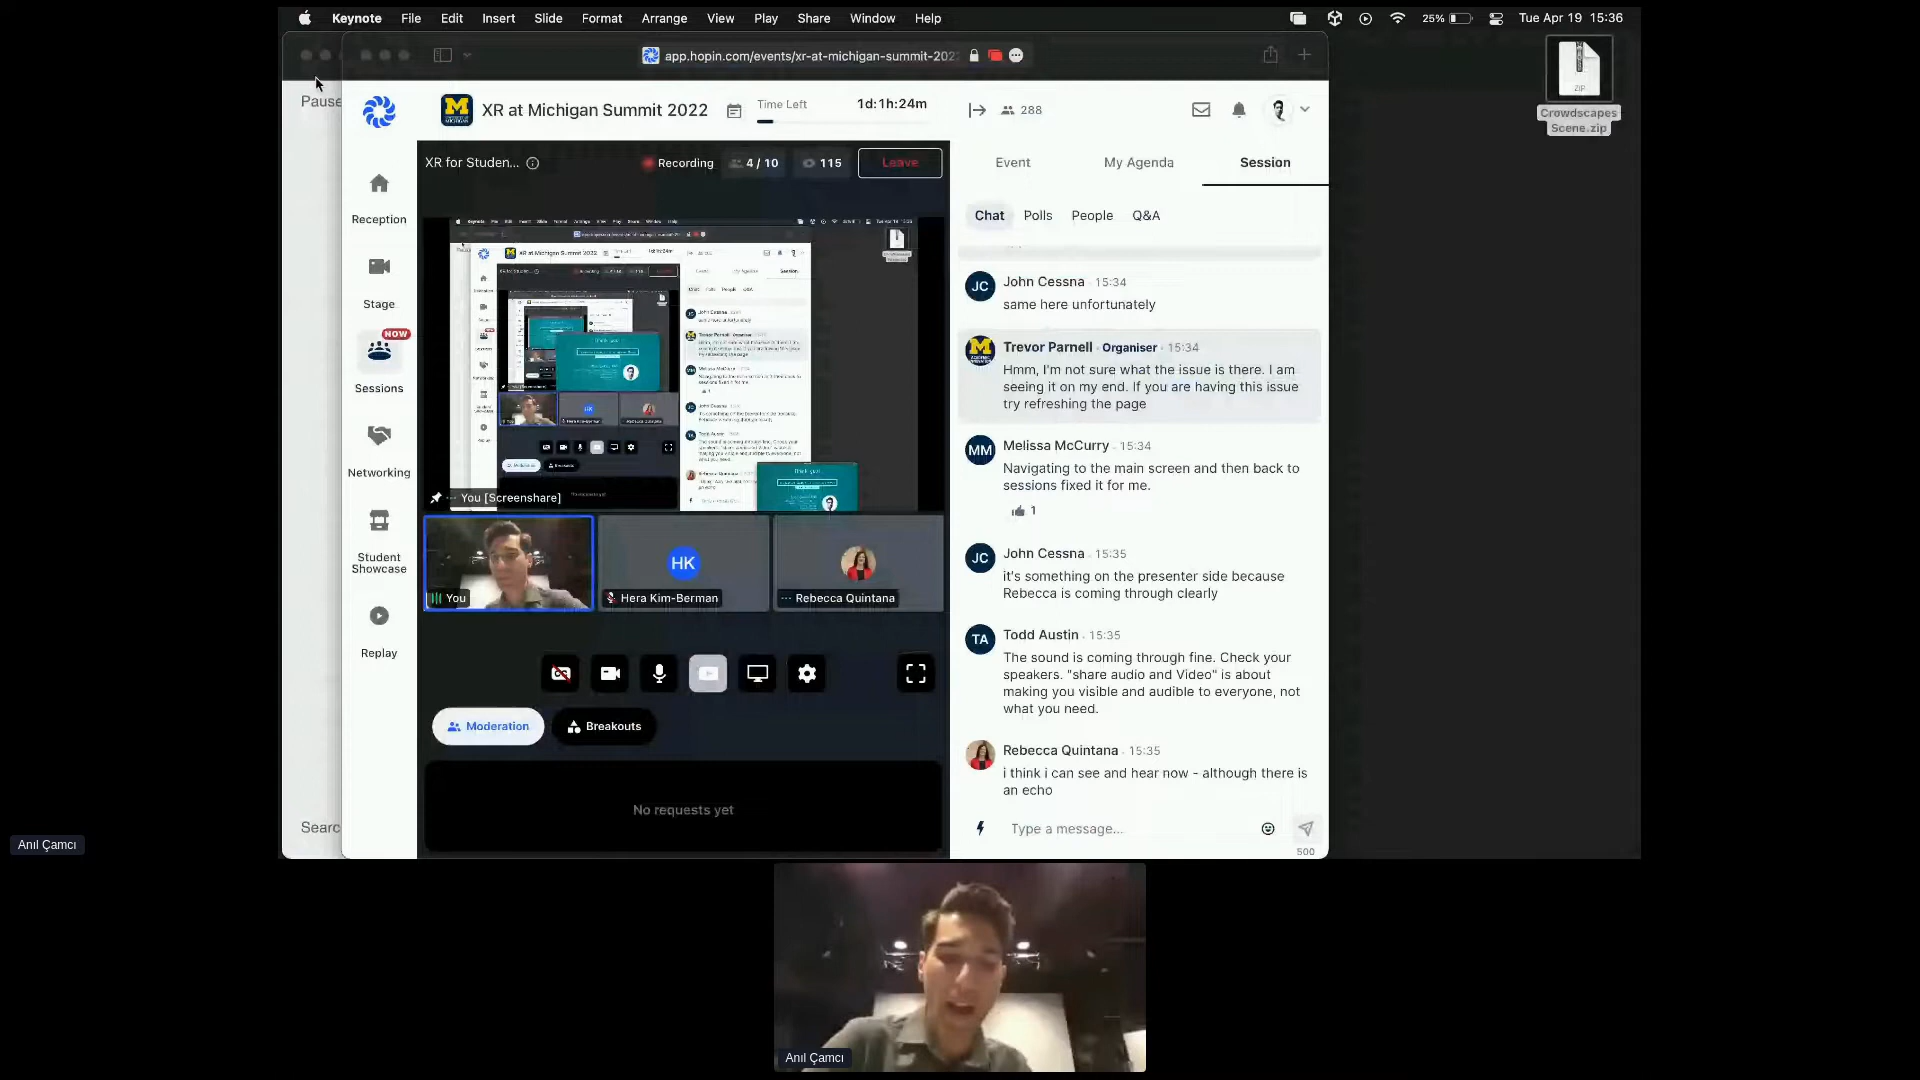 Keynote File Edit Insert Slide Format Arrange View Play Share Window Help 25% Tue Apr 19 15:36
app.hopin.com/events/xr-at-michigan-summit-202
ZIP
Crowdscapes
Scene.zip
Pause
XR at Michigan Summit 2022
Time Left 1d:1h:24m
288
XR for Studen...
Recording 4 / 10 115 Leave
Event My Agenda Session
Chat Polls People Q&A
Reception
Stage
NOW
Sessions
Networking
Student
Showcase
Replay
You [Screenshare]
You
HK
Hera Kim-Berman
Rebecca Quintana
Moderation Breakouts
No requests yet
JC
John Cessna · 15:34
same here unfortunately
Trevor Parnell · Organiser · 15:34
Hmm, I'm not sure what the issue is there. I am
seeing it on my end. If you are having this issue
try refreshing the page
MM
Melissa McCurry · 15:34
Navigating to the main screen and then back to
sessions fixed it for me.
1
JC
John Cessna · 15:35
it's something on the presenter side because
Rebecca is coming through clearly
TA
Todd Austin · 15:35
The sound is coming through fine. Check your
speakers. "share audio and Video" is about
making you visible and audible to everyone, not
what you need.
Rebecca Quintana · 15:35
i think i can see and hear now - although there is
an echo
Type a message...
500
Searc
Anıl Çamcı
Anıl Çamcı